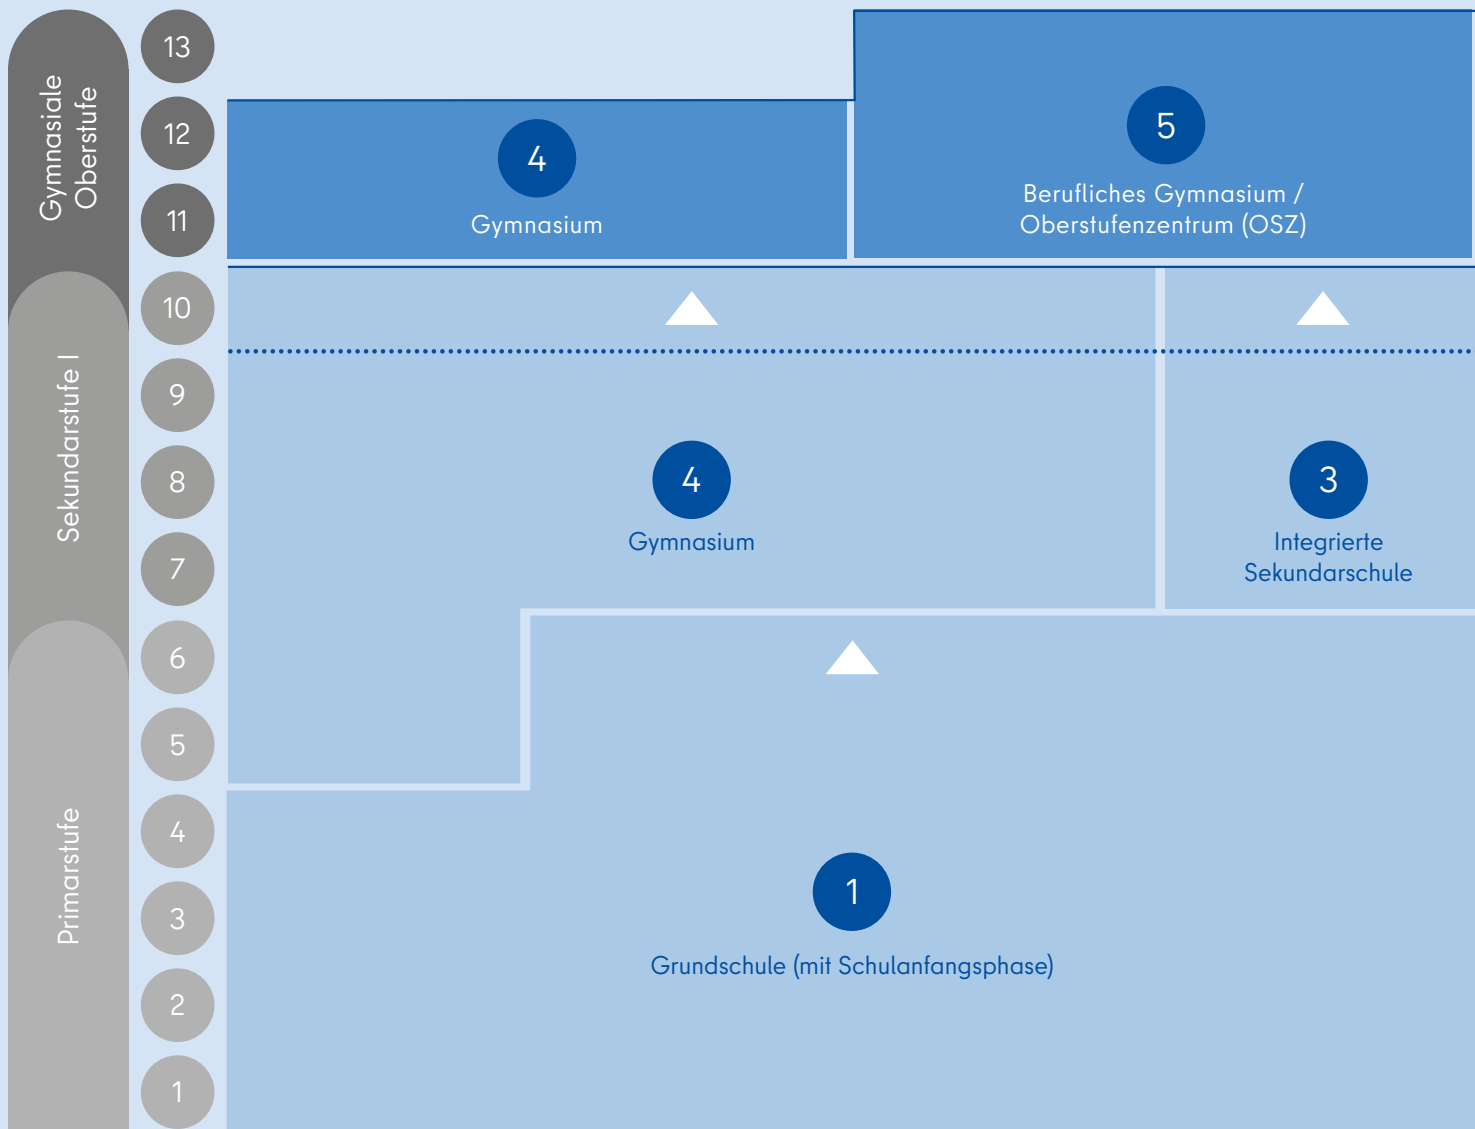 Gymnasiale
Oberstufe
Sekundarstufe I
Primarstufe
13
12
11
10
9
8
7
6
5
4
3
2
1
4
Gymnasium
5
Berufliches Gymnasium /
Oberstufenzentrum (OSZ)
4
Gymnasium
3
Integrierte
Sekundarschule
1
Grundschule (mit Schulanfangsphase)